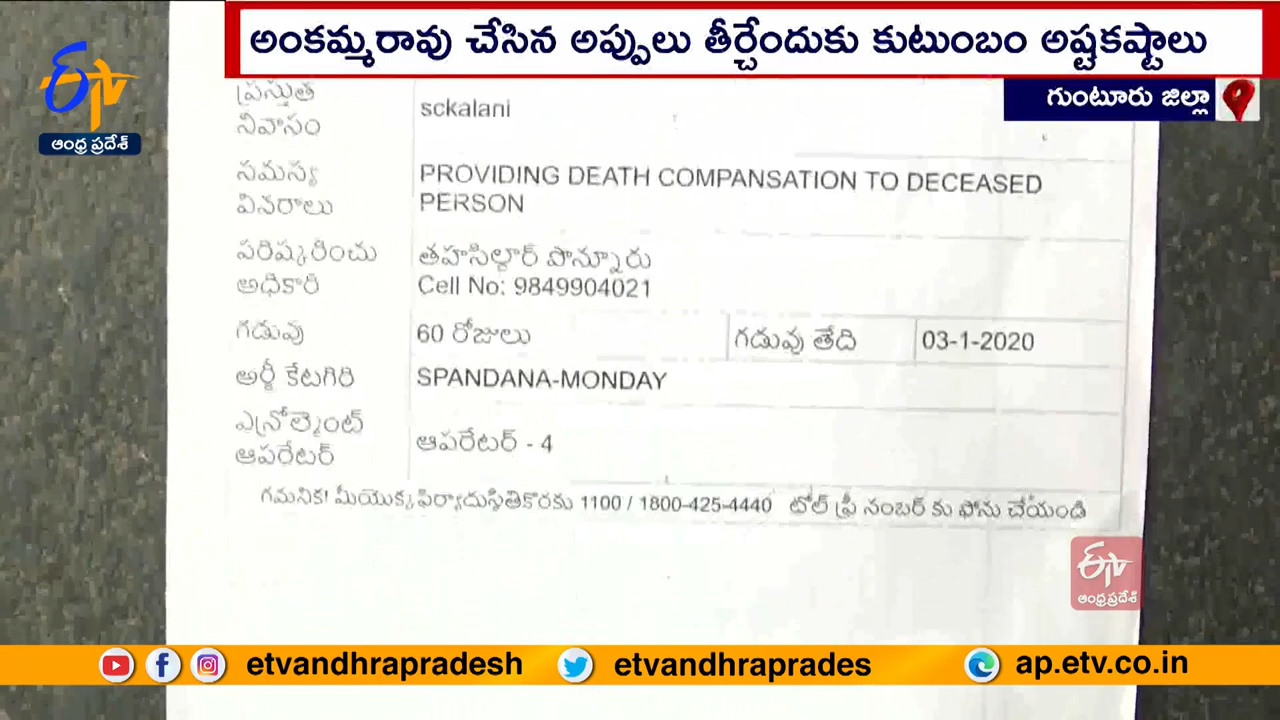 అంకమ్మరావు చేసిన అప్పులు తీర్చేందుకు కుటుంబం అష్టకష్టాలు
గుంటూరు జిల్లా
ETV
ఆంధ్ర ప్రదేశ్
ప్రస్తుత
నివాసం
sckalani
సమస్య
వివరాలు
PROVIDING DEATH COMPANSATION TO DECEASED
PERSON
పరిష్కరించు
అధికారి
తహసిల్దార్ పొన్నూరు
Cell No: 9849904021
గడువు
60 రోజులు
గడువు తేది
03-1-2020
అర్జీ కేటగిరి
SPANDANA-MONDAY
ఎన్రోల్మెంట్
ఆపరేటర్
ఆపరేటర్ - 4
గమనిక! మీయొక్క ఫిర్యాదుస్థితికొరకు 1100 / 1800-425-4440 టోల్ ఫ్రీ నంబర్ కు ఫోను చేయండి
ETV
ఆంధ్రప్రదేశ్
etvandhrapradesh
etvandhraprades
ap.etv.co.in